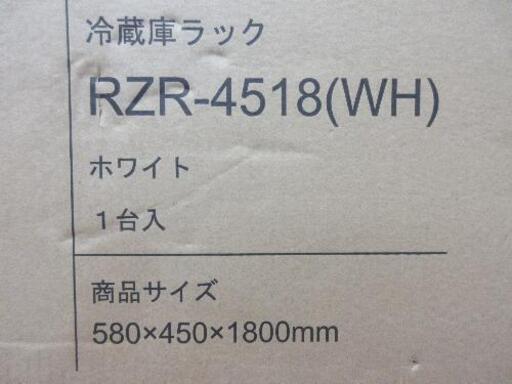 冷蔵庫ラック
RZR-4518(WH)
ホワイト
1台入
商品サイズ
580×450×1800mm